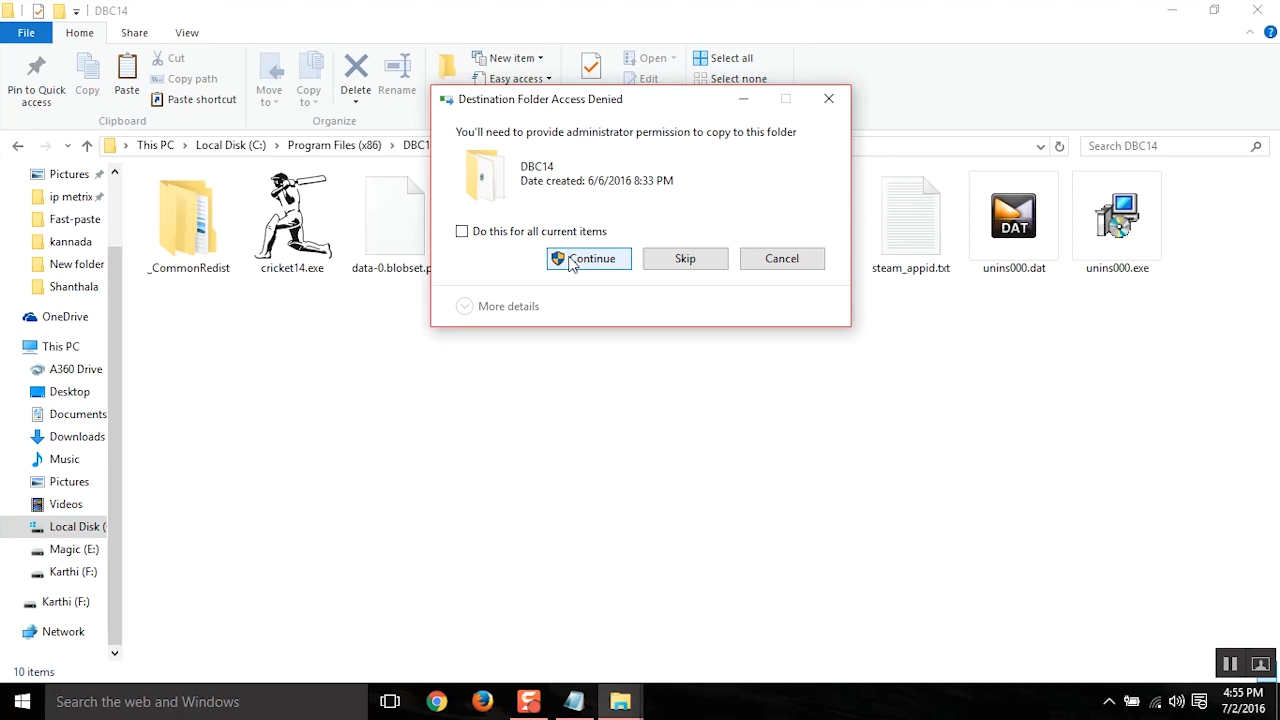 DBC14
File
Home
Share
View
Pin to Quick access
Copy
Paste
Cut
Copy path
Paste shortcut
Clipboard
Move to
Copy to
Delete
Rename
Organize
New item
Easy access
Open
Edit
Select all
Select none
Destination Folder Access Denied
You'll need to provide administrator permission to copy to this folder
DBC14
Date created: 6/6/2016 8:33 PM
Do this for all current items
Continue
Skip
Cancel
More details
This PC
Local Disk (C:)
Program Files (x86)
DBC1
Search DBC14
Pictures
ip metrix
Fast-paste
kannada
New folder
Shanthala
OneDrive
This PC
A360 Drive
Desktop
Documents
Downloads
Music
Pictures
Videos
Local Disk (
Magic (E:)
Karthi (F:)
Karthi (F:)
Network
_CommonRedist
cricket14.exe
data-0.blobset.p
steam_appid.txt
DAT
unins000.dat
unins000.exe
10 items
Search the web and Windows
4:55 PM
7/2/2016